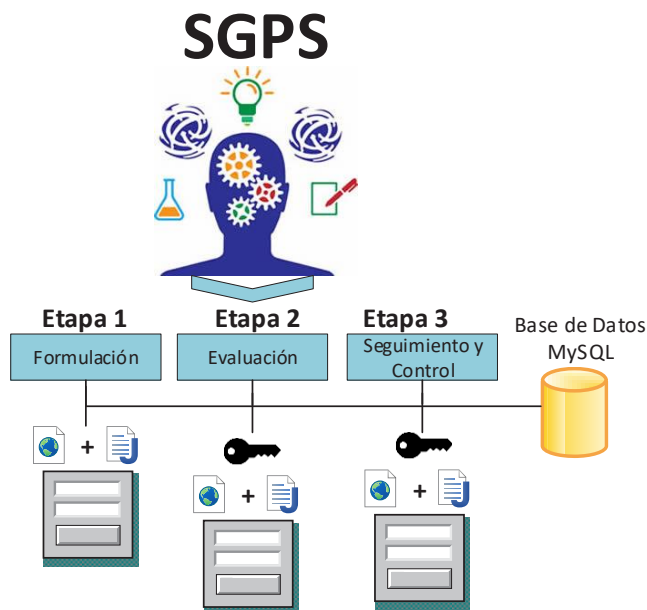 SGPS
Etapa 1
Etapa 2
Etapa 3
Base de Datos
MySQL
Formulación
Evaluación
Seguimiento y
Control
+
+
+